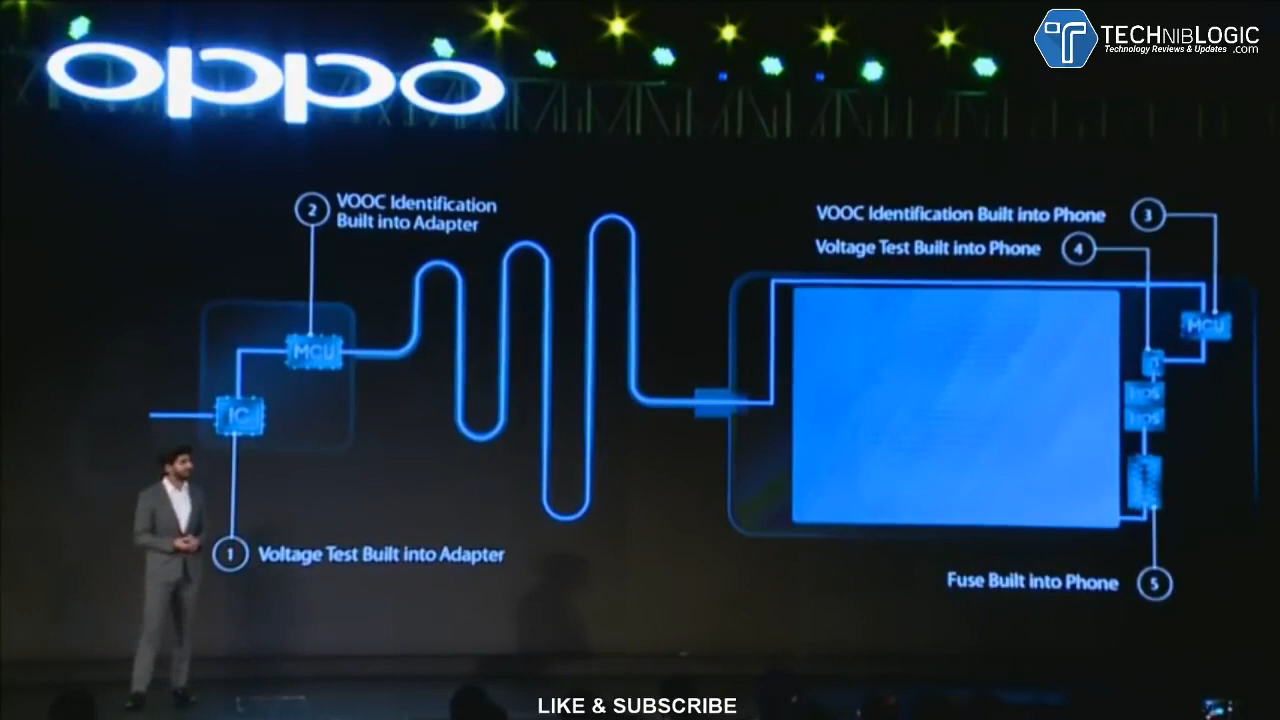 oppo
TECHNIBLOGIC
Technology Reviews & Updates .com
2
VOOC Identification
Built into Adapter
VOOC Identification Built into Phone
3
Voltage Test Built into Phone
4
MCU
MCU
IC
1
Voltage Test Built into Adapter
Fuse Built into Phone
5
LIKE & SUBSCRIBE